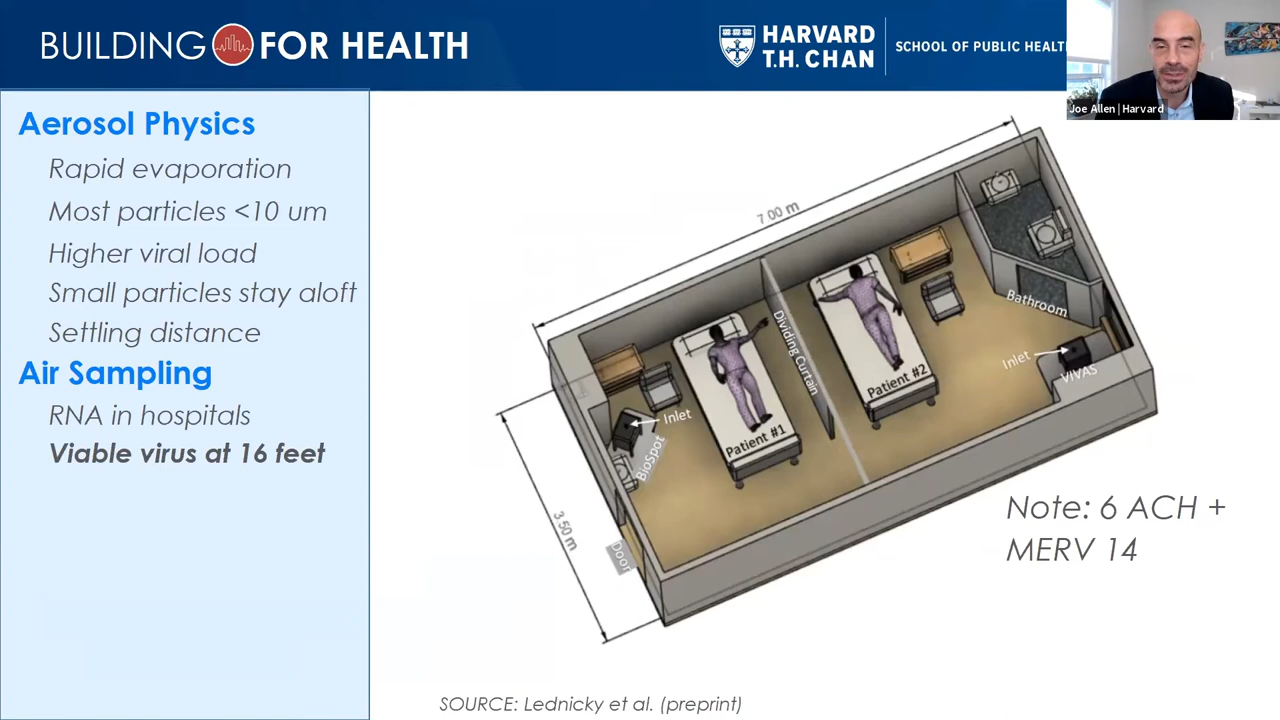 BUILDING FOR HEALTH
HARVARD
T.H. CHAN
SCHOOL OF PUBLIC HEALTH
Joe Allen | Harvard
Aerosol Physics
Rapid evaporation
Most particles <10 um
Higher viral load
Small particles stay aloft
Settling distance
Air Sampling
RNA in hospitals
Viable virus at 16 feet
7.00 m
3.50 m
Dividing Curtain
Bathroom
Inlet
VIVAS
Patient #2
Patient #1
Inlet
BioSpot
Door
Note: 6 ACH +
MERV 14
SOURCE: Lednicky et al. (preprint)